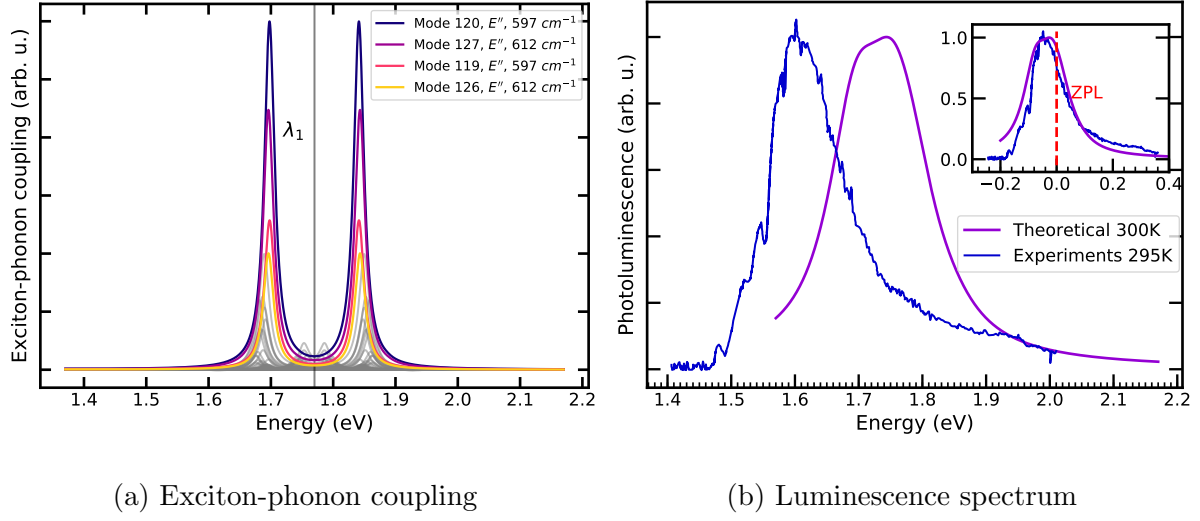 Exciton-phonon coupling (arb. u.)
Mode 120, E'', 597 cm⁻¹
Mode 127, E'', 612 cm⁻¹
Mode 119, E'', 597 cm⁻¹
Mode 126, E'', 612 cm⁻¹
λ₁
1.4 1.5 1.6 1.7 1.8 1.9 2.0 2.1 2.2
Energy (eV)
(a) Exciton-phonon coupling
Photoluminescence (arb. u.)
1.0
0.5
0.0
ZPL
−0.2 0.0 0.2 0.4
Theoretical 300K
Experiments 295K
1.4 1.5 1.6 1.7 1.8 1.9 2.0 2.1 2.2
Energy (eV)
(b) Luminescence spectrum